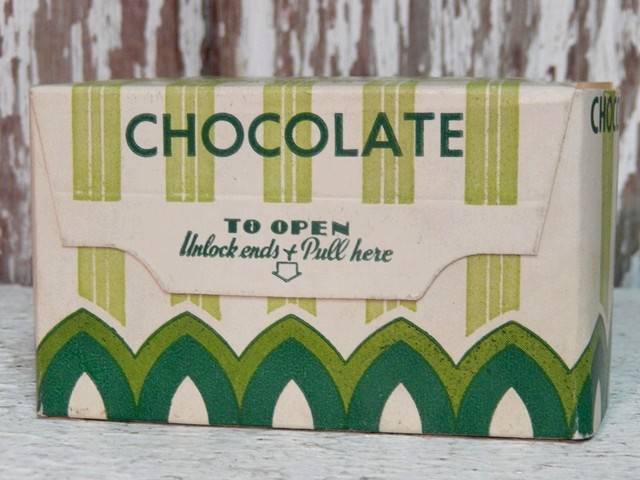 CHOCOLATE
TO OPEN
Unlock ends & Pull here